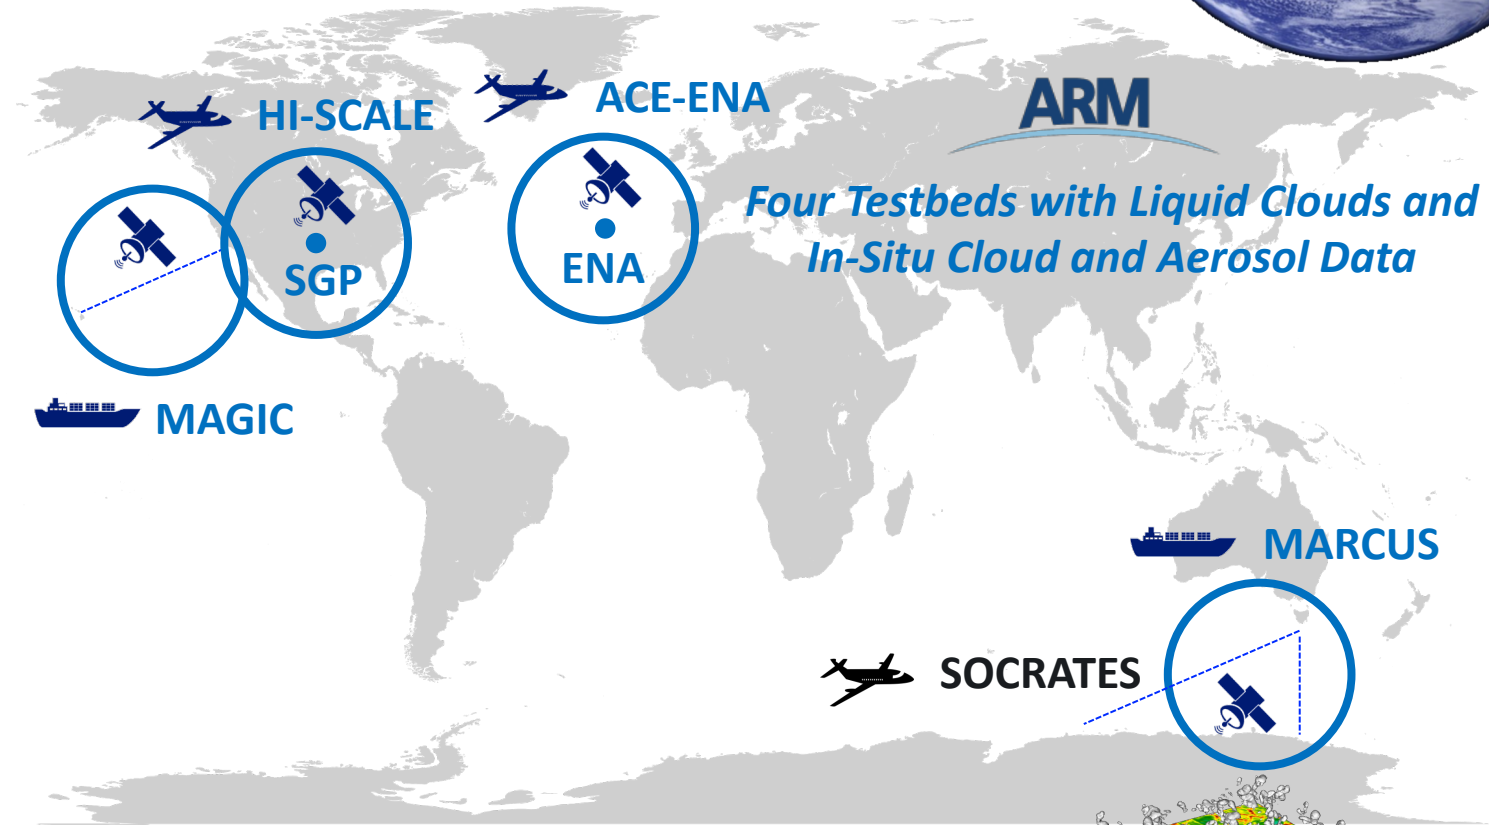 HI-SCALE
ACE-ENA
ARM
Four Testbeds with Liquid Clouds and
In-Situ Cloud and Aerosol Data
SGP
ENA
MAGIC
MARCUS
SOCRATES